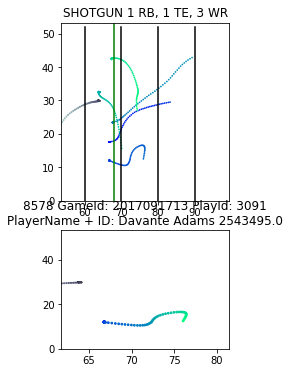 SHOTGUN 1 RB, 1 TE, 3 WR
50
40
30
20
10
0
60 70 80 90
8578 GameId: 2017091713 PlayId: 3091
PlayerName + ID: Davante Adams 2543495.0
40
20
0
65 70 75 80